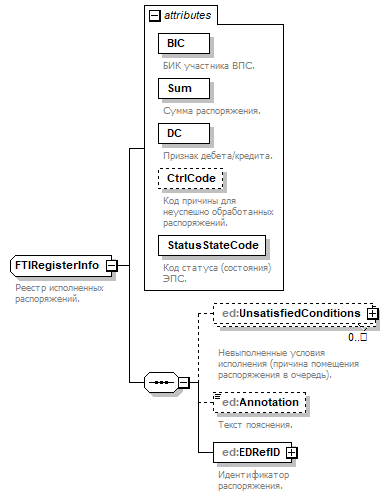 attributes
BIC
БИК участника ВПС.
Sum
Сумма распоряжения.
DC
Признак дебета/кредита.
CtrlCode
Код причины для
неуспешно обработанных
распоряжений.
StatusStateCode
Код статуса (состояния)
ЭПС.
FTIRegisterInfo
Реестр исполненных
распоряжений.
ed:UnsatisfiedConditions
0..□
Невыполненные условия
исполнения (причина помещения
распоряжения в очередь).
ed:Annotation
Текст пояснения.
ed:EDRefID
Идентификатор
распоряжения.